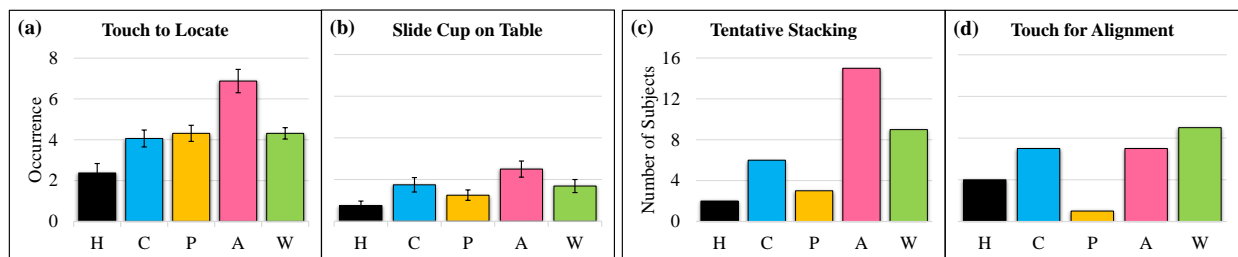 (a) Touch to Locate
Occurrence
8
6
4
2
0
H C P A W
(b) Slide Cup on Table
H C P A W
(c) Tentative Stacking
Number of Subjects
16
12
8
4
0
H C P A W
(d) Touch for Alignment
H C P A W